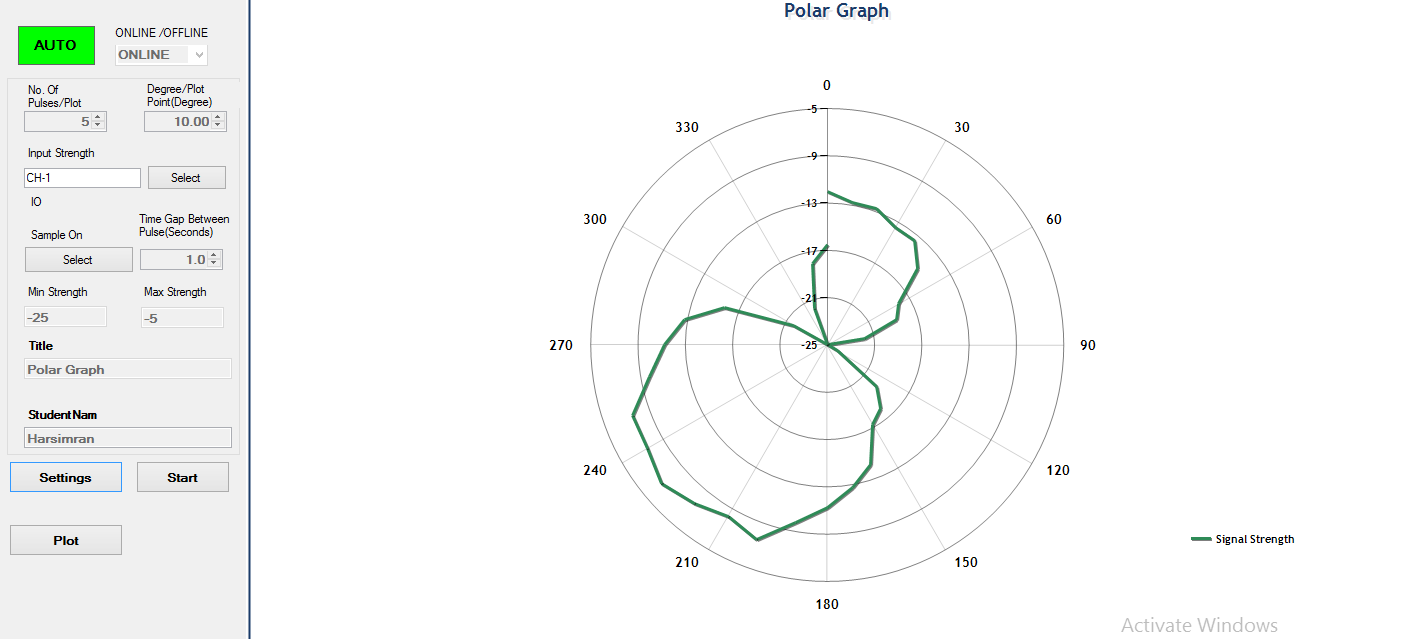 Polar Graph
AUTO
ONLINE /OFFLINE
ONLINE
No. Of
Pulses/Plot
5
Degree/Plot
Point(Degree)
10.00
Input Strength
CH-1
Select
IO
Sample On
Select
Time Gap Between
Pulse(Seconds)
1.0
Min Strength
-25
Max Strength
-5
Title
Polar Graph
StudentNam
Harsimran
Settings
Start
Plot
0
30
60
90
120
150
180
210
240
270
300
330
-5
-9
-13
-17
-21
-25
Signal Strength
Activate Windows